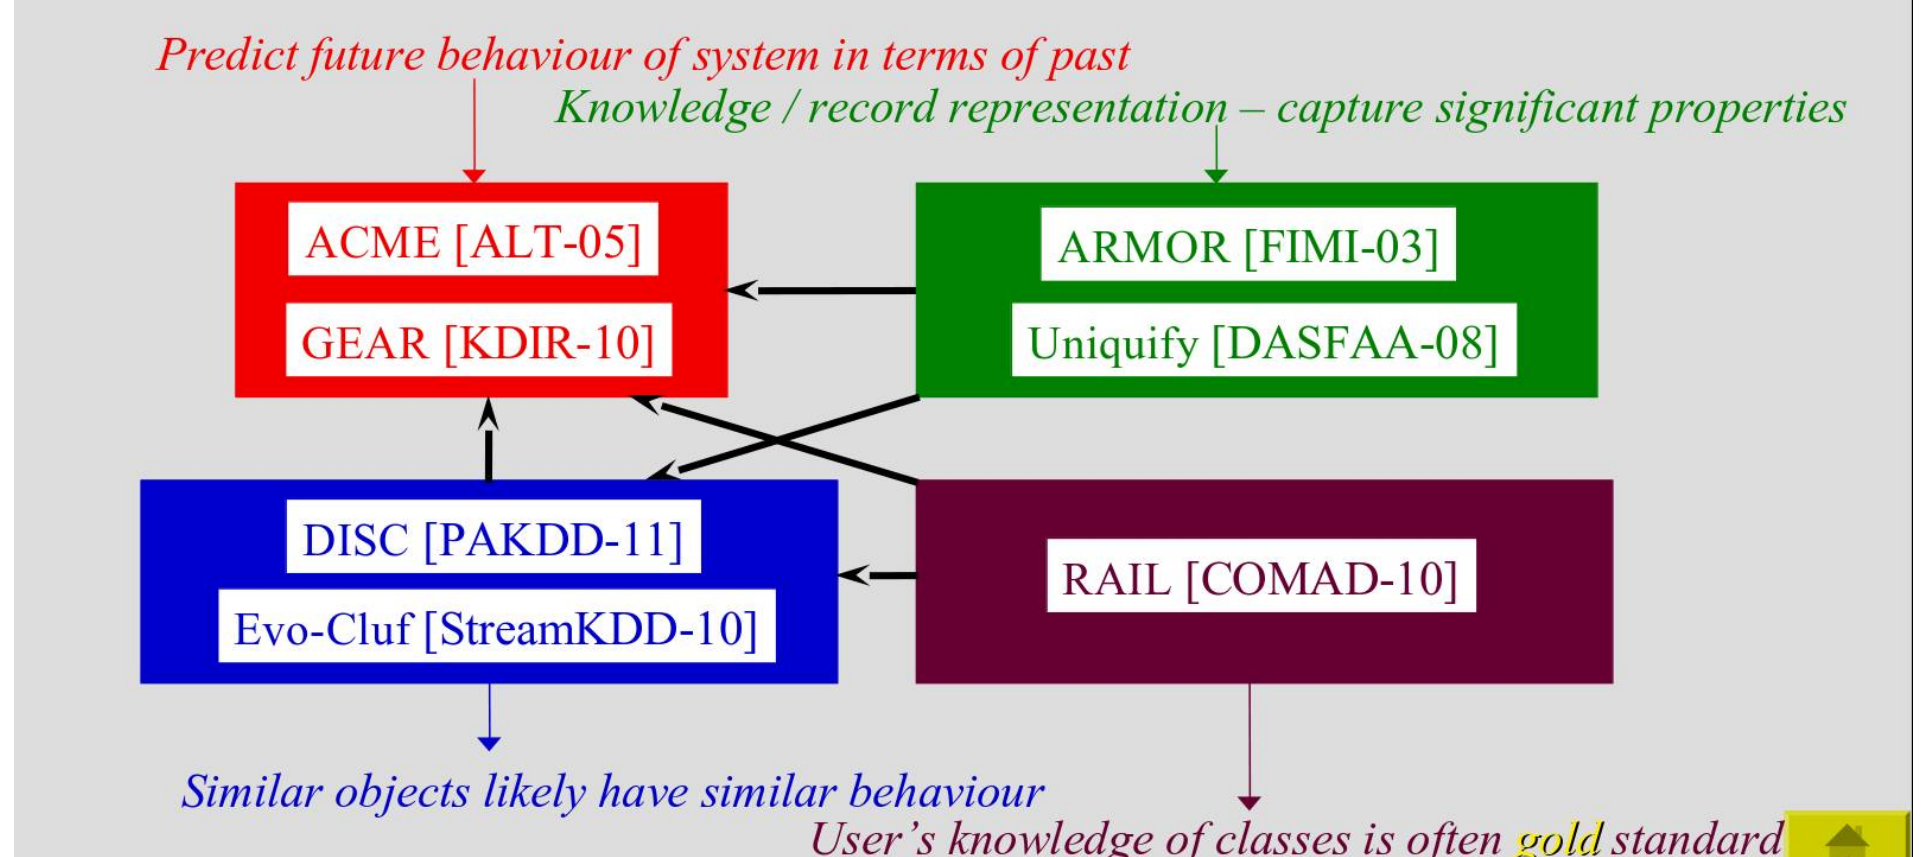 Predict future behaviour of system in terms of past
Knowledge / record representation – capture significant properties
ACME [ALT-05]
GEAR [KDIR-10]
ARMOR [FIMI-03]
Uniquify [DASFAA-08]
DISC [PAKDD-11]
Evo-Cluf [StreamKDD-10]
RAIL [COMAD-10]
Similar objects likely have similar behaviour
User’s knowledge of classes is often gold standard